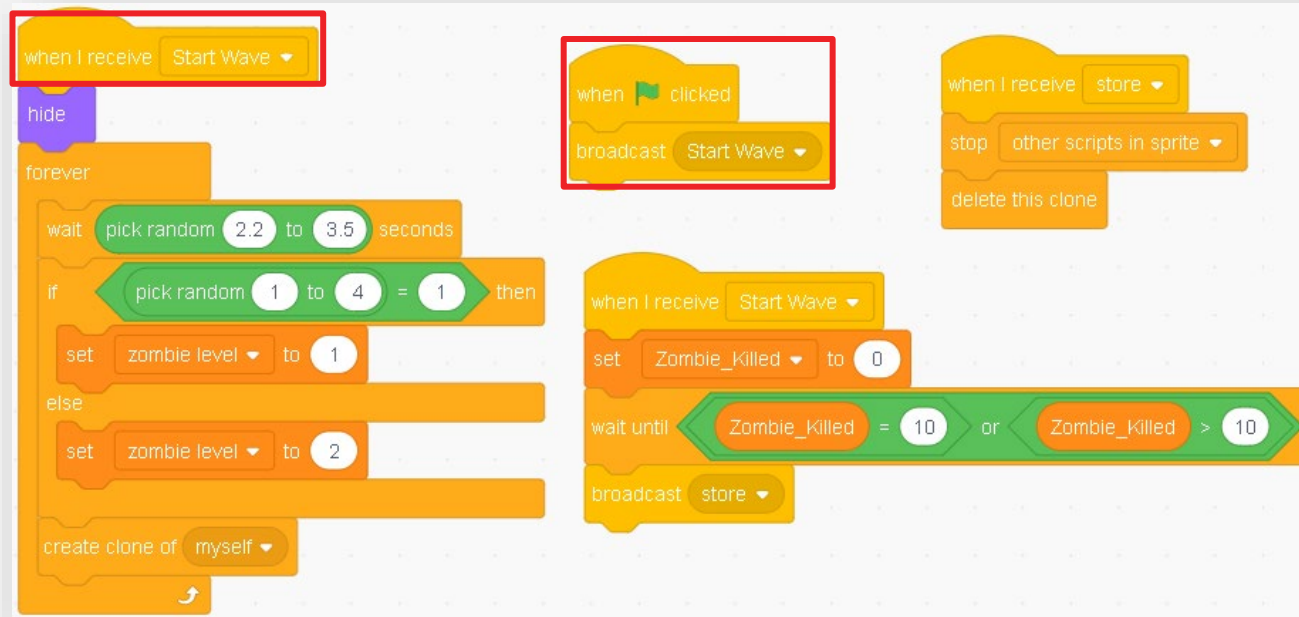 when I receive Start Wave
hide
forever
wait pick random 2.2 to 3.5 seconds
if pick random 1 to 4 = 1 then
set zombie level to 1
else
set zombie level to 2
create clone of myself
when clicked
broadcast Start Wave
when I receive store
stop other scripts in sprite
delete this clone
when I receive Start Wave
set Zombie_Killed to 0
wait until Zombie_Killed = 10 or Zombie_Killed > 10
broadcast store